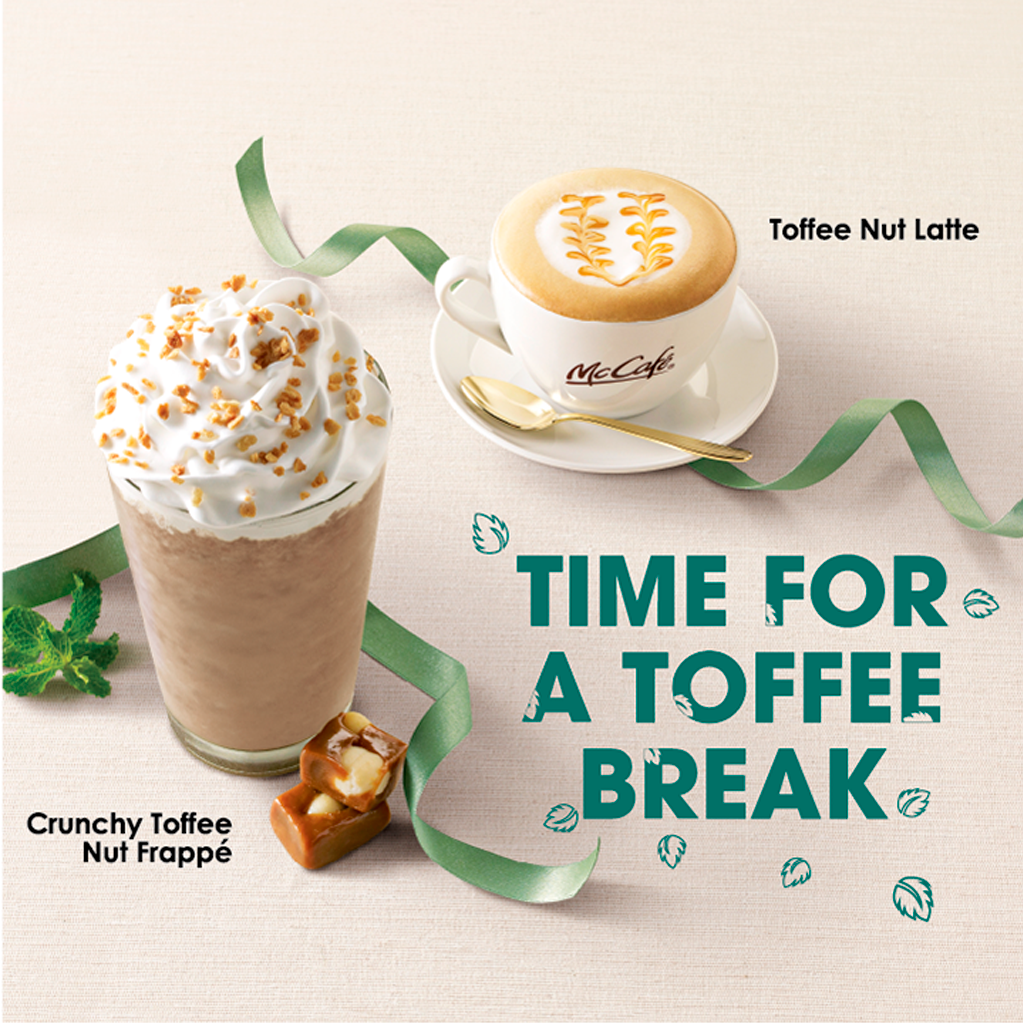 Toffee Nut Latte
McCafé®
TIME FOR
A TOFFEE
BREAK
Crunchy Toffee
Nut Frappé